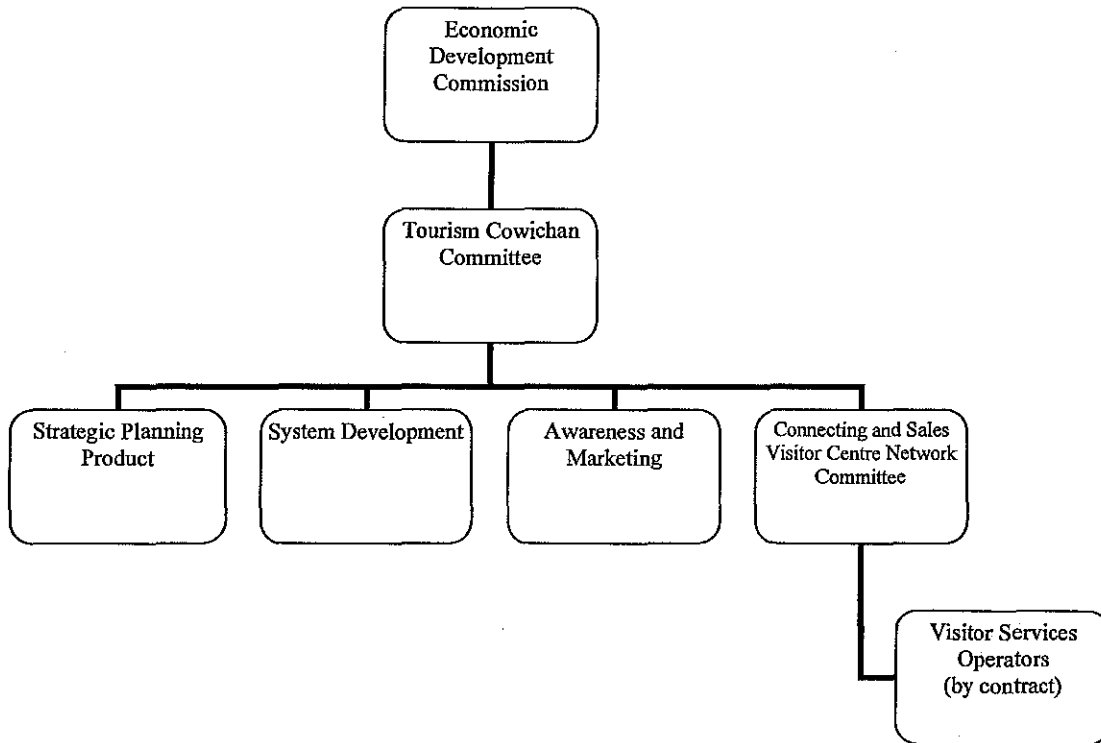 Economic
Development
Commission
Tourism Cowichan
Committee
Strategic Planning
Product
System Development
Awareness and
Marketing
Connecting and Sales
Visitor Centre Network
Committee
Visitor Services
Operators
(by contract)